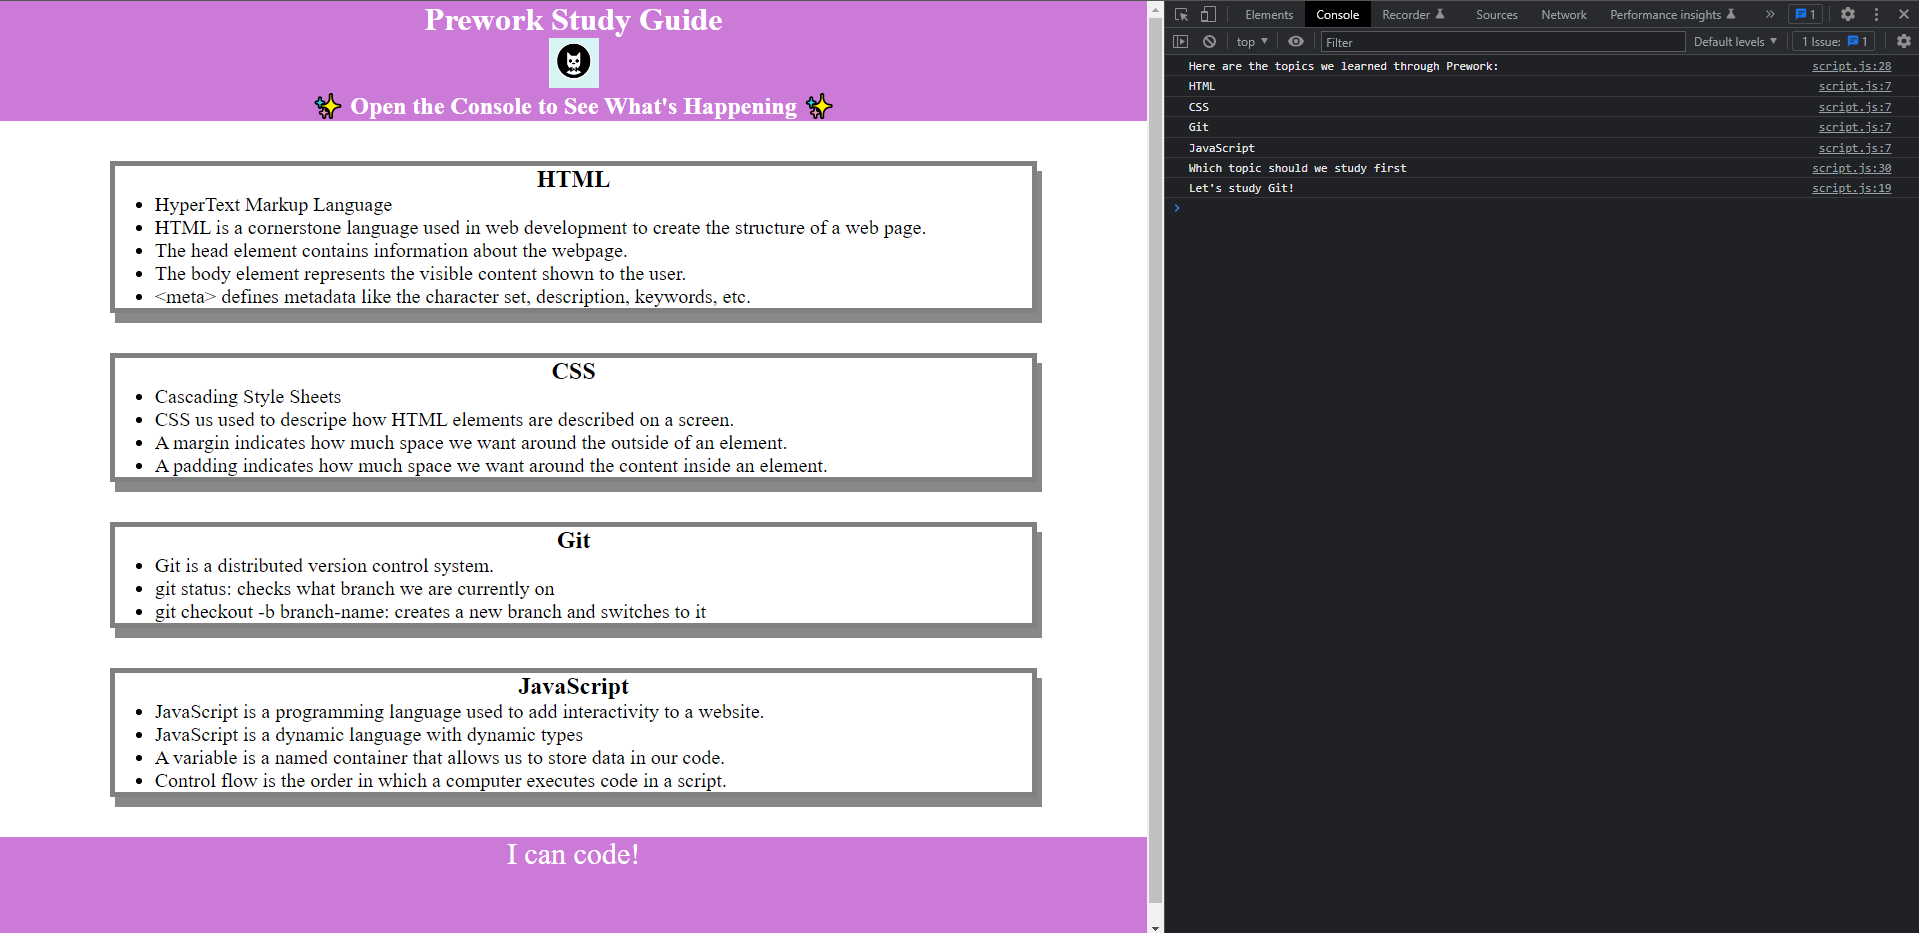 Prework Study Guide
✨ Open the Console to See What's Happening ✨
HTML
HyperText Markup Language
HTML is a cornerstone language used in web development to create the structure of a web page.
The head element contains information about the webpage.
The body element represents the visible content shown to the user.
<meta> defines metadata like the character set, description, keywords, etc.
CSS
Cascading Style Sheets
CSS us used to descripe how HTML elements are described on a screen.
A margin indicates how much space we want around the outside of an element.
A padding indicates how much space we want around the content inside an element.
Git
Git is a distributed version control system.
git status: checks what branch we are currently on
git checkout -b branch-name: creates a new branch and switches to it
JavaScript
JavaScript is a programming language used to add interactivity to a website.
JavaScript is a dynamic language with dynamic types
A variable is a named container that allows us to store data in our code.
Control flow is the order in which a computer executes code in a script.
I can code!
Elements Console Recorder Sources Network Performance insights » 1
top Filter Default levels 1 Issue: 1
Here are the topics we learned through Prework: script.js:28
HTML script.js:7
CSS script.js:7
Git script.js:7
JavaScript script.js:7
Which topic should we study first script.js:30
Let's study Git! script.js:19
>